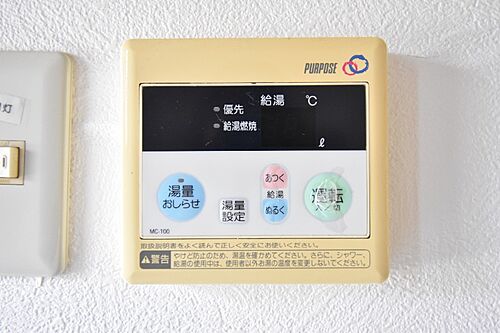 PURPOSE
給湯 ℃
優先
給湯燃焼
ℓ
湯量
おしらせ
湯量
設定
あつく
給湯
ぬるく
運転
入/切
MC-100
取扱説明書をよく読んで正しく安全にお使いください。
警告
やけど防止のため、湯温を確かめてください。さらに、シャワー、
給湯の使用中は、使用者以外お湯の温度を変更しないでください。
灯